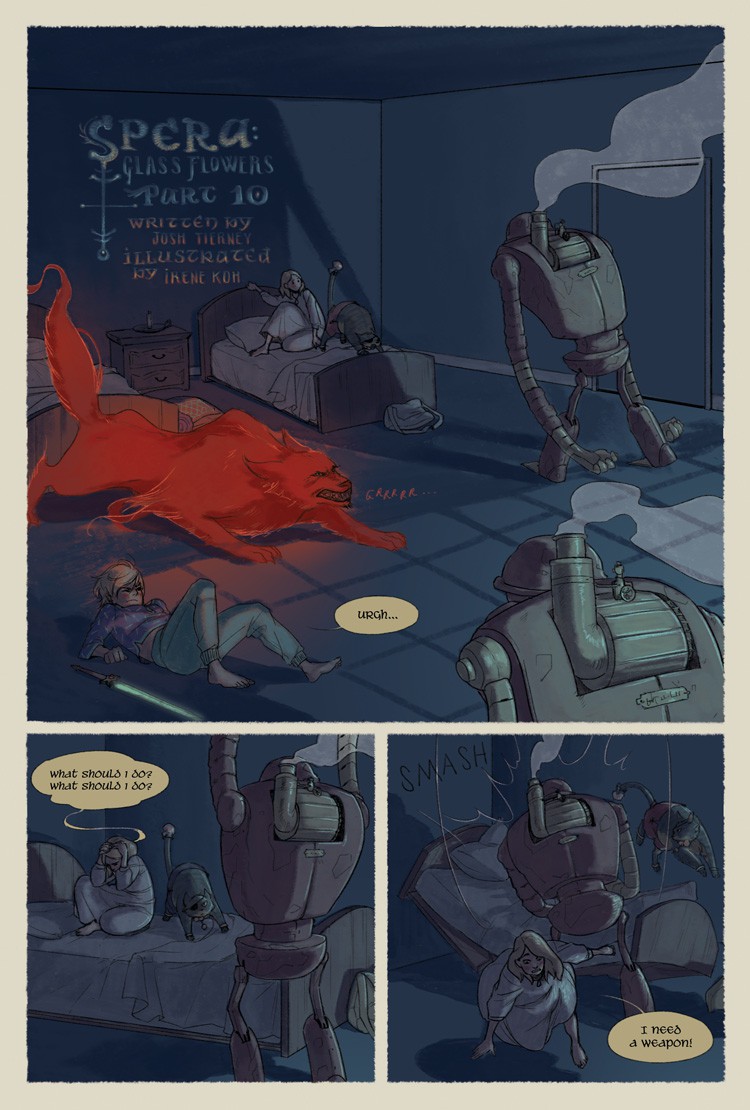 SPERA:
GLASS FLOWERS
PART 10
WRITTEN BY
JOSH TIERNEY
ILLUSTRATED
BY IRENE KOH
GRRRRR...
URGH...
WHAT SHOULD I DO?
WHAT SHOULD I DO?
SMASH
I NEED
A WEAPON!